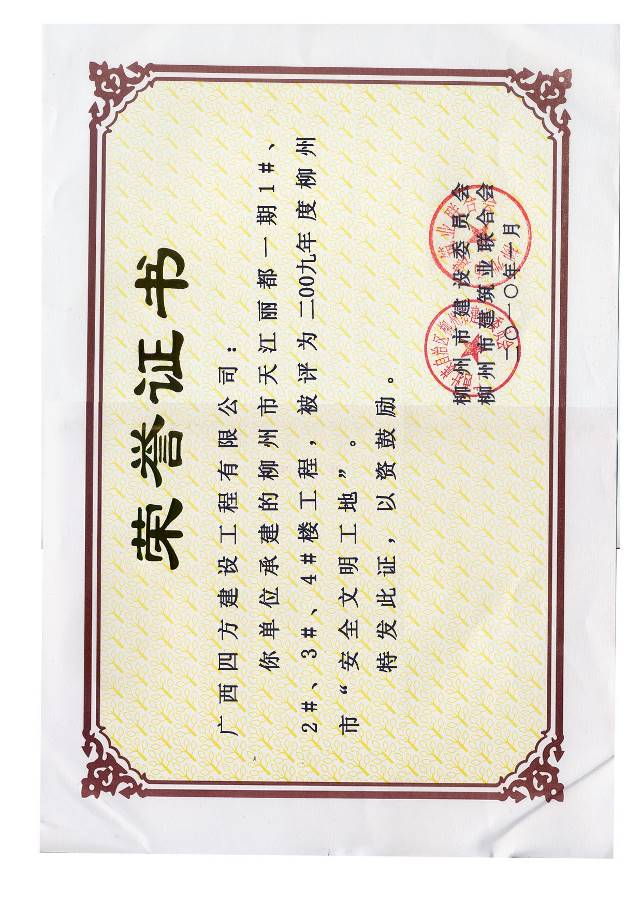 荣誉证书
广西四方建设工程有限公司：
你单位承建的柳州市天江丽都一期1#、
2#、3#、4#楼工程，被评为二00九年度柳州
市“安全文明工地”。
特发此证，以资鼓励。
柳州市建设委员会
柳州市建筑业联合会
二〇一〇年一月